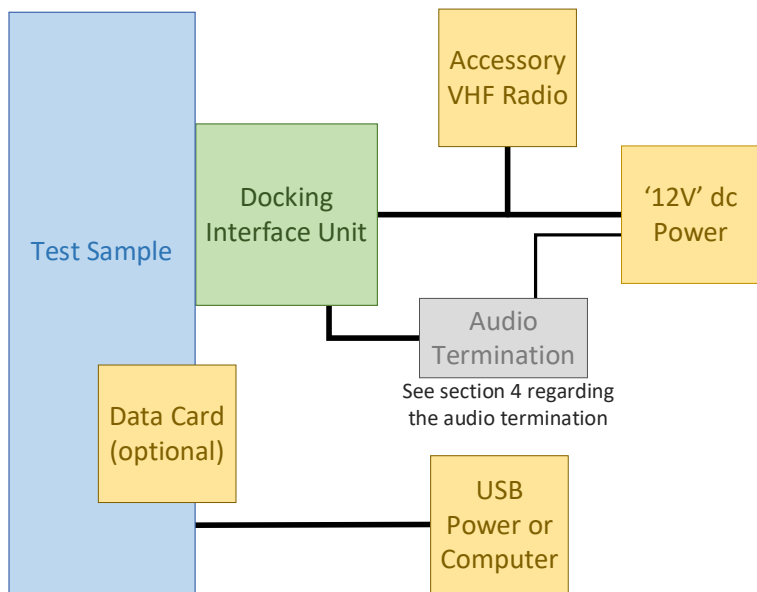 Accessory
VHF Radio
Docking
Interface Unit
‘12V’ dc
Power
Test Sample
Audio
Termination
See section 4 regarding
the audio termination
Data Card
(optional)
USB
Power or
Computer